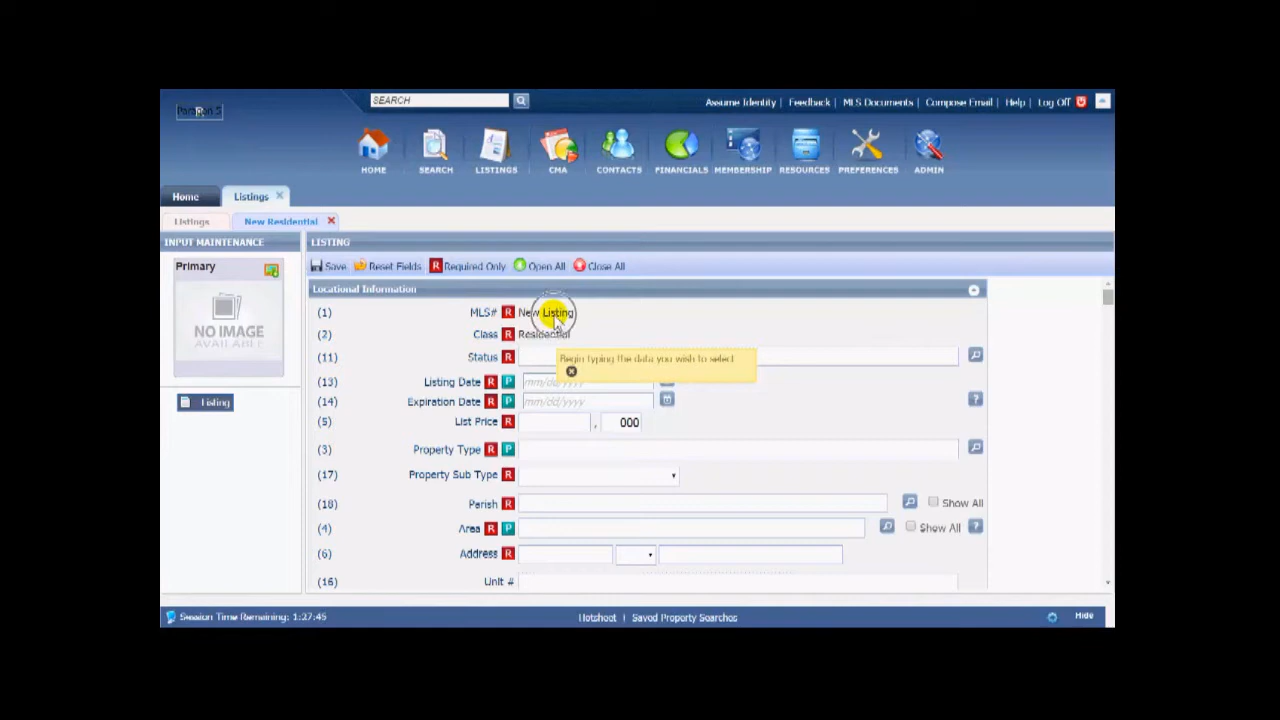 Paragon 5
SEARCH
Assume Identity | Feedback | MLS Documents | Compose Email | Help | Log Off
HOME SEARCH LISTINGS CMA CONTACTS FINANCIALS MEMBERSHIP RESOURCES PREFERENCES ADMIN
Home Listings
Listings New Residential
INPUT MAINTENANCE
LISTING
Primary
NO IMAGE
AVAILABLE
Listing
Save Reset Fields R Required Only Open All Close All
Locational Information
(1) MLS# R New Listing
(2) Class R Residential
(11) Status R
Begin typing the data you wish to select
(13) Listing Date R P mm/dd/yyyy
(14) Expiration Date R P mm/dd/yyyy ?
(5) List Price R , 000
(3) Property Type R P
(17) Property Sub Type R
(18) Parish R Show All
(4) Area R P Show All ?
(6) Address R
(16) Unit #
Session Time Remaining: 1:27:45
Hotsheet | Saved Property Searches
Hide